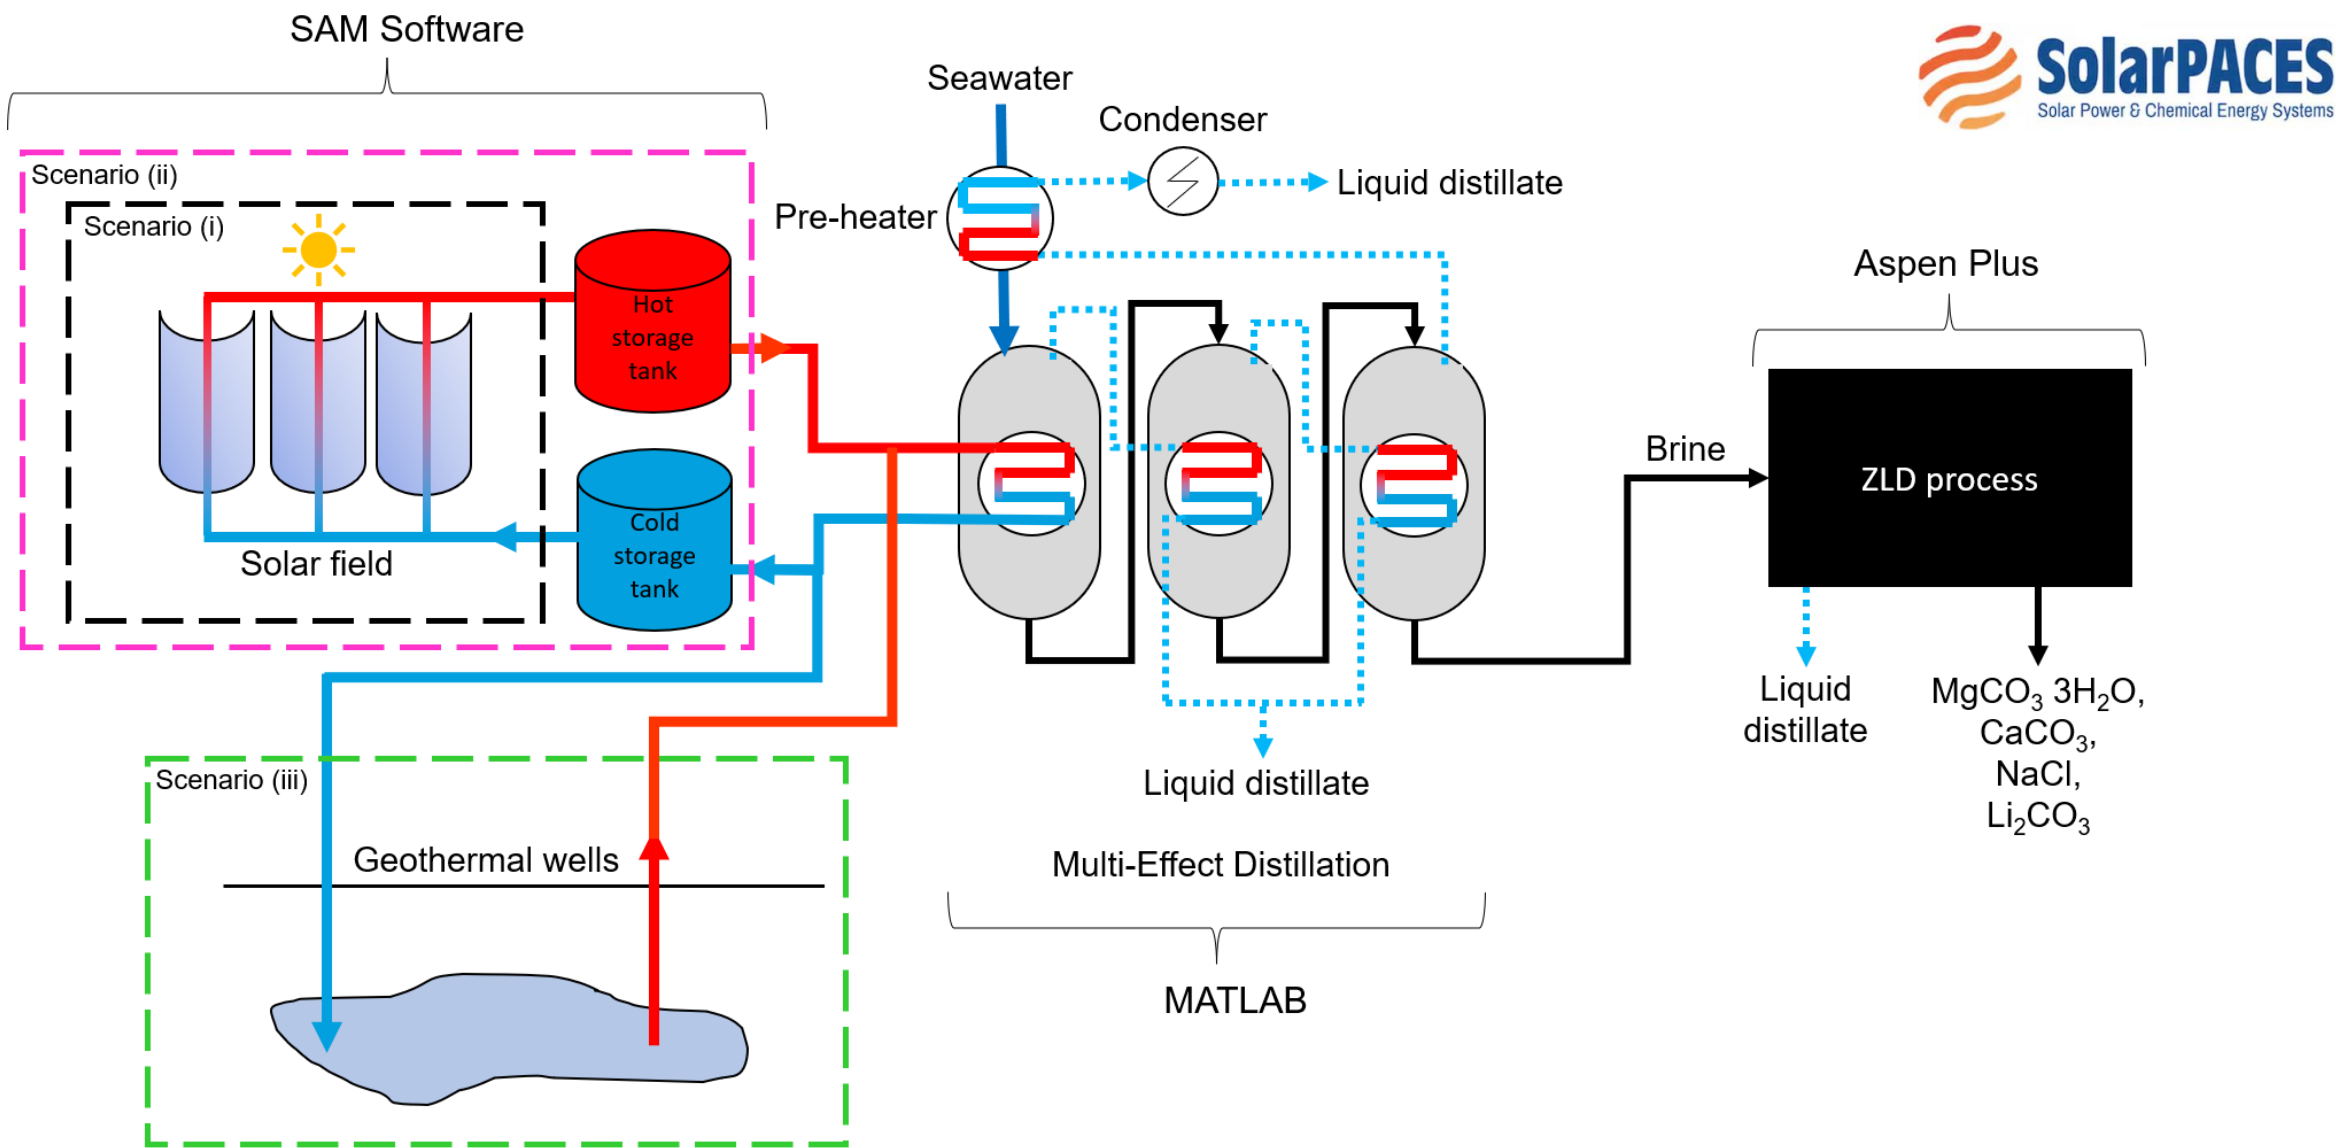 SAM Software
SolarPACES
Solar Power & Chemical Energy Systems
Seawater
Condenser
Liquid distillate
Pre-heater
Scenario (ii)
Scenario (i)
Hot
storage
tank
Cold
storage
tank
Solar field
Aspen Plus
Brine
ZLD process
Liquid
distillate
MgCO₃ 3H₂O,
CaCO₃,
NaCl,
Li₂CO₃
Liquid distillate
Scenario (iii)
Geothermal wells
Multi-Effect Distillation
MATLAB